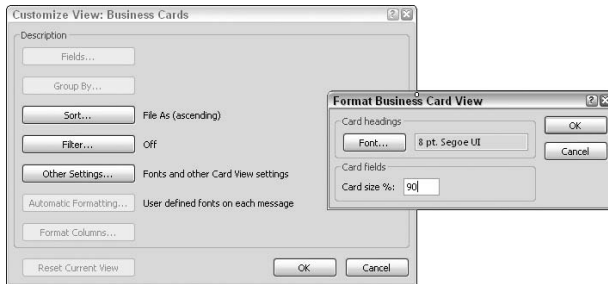 Customize View: Business Cards
Description
Fields...
Group By...
Sort... File As (ascending)
Filter... Off
Other Settings... Fonts and other Card View settings
Automatic Formatting... User defined fonts on each message
Format Columns...
Reset Current View OK Cancel
Format Business Card View
Card headings
Font... 8 pt. Segoe UI
OK
Cancel
Card fields
Card size %: 90